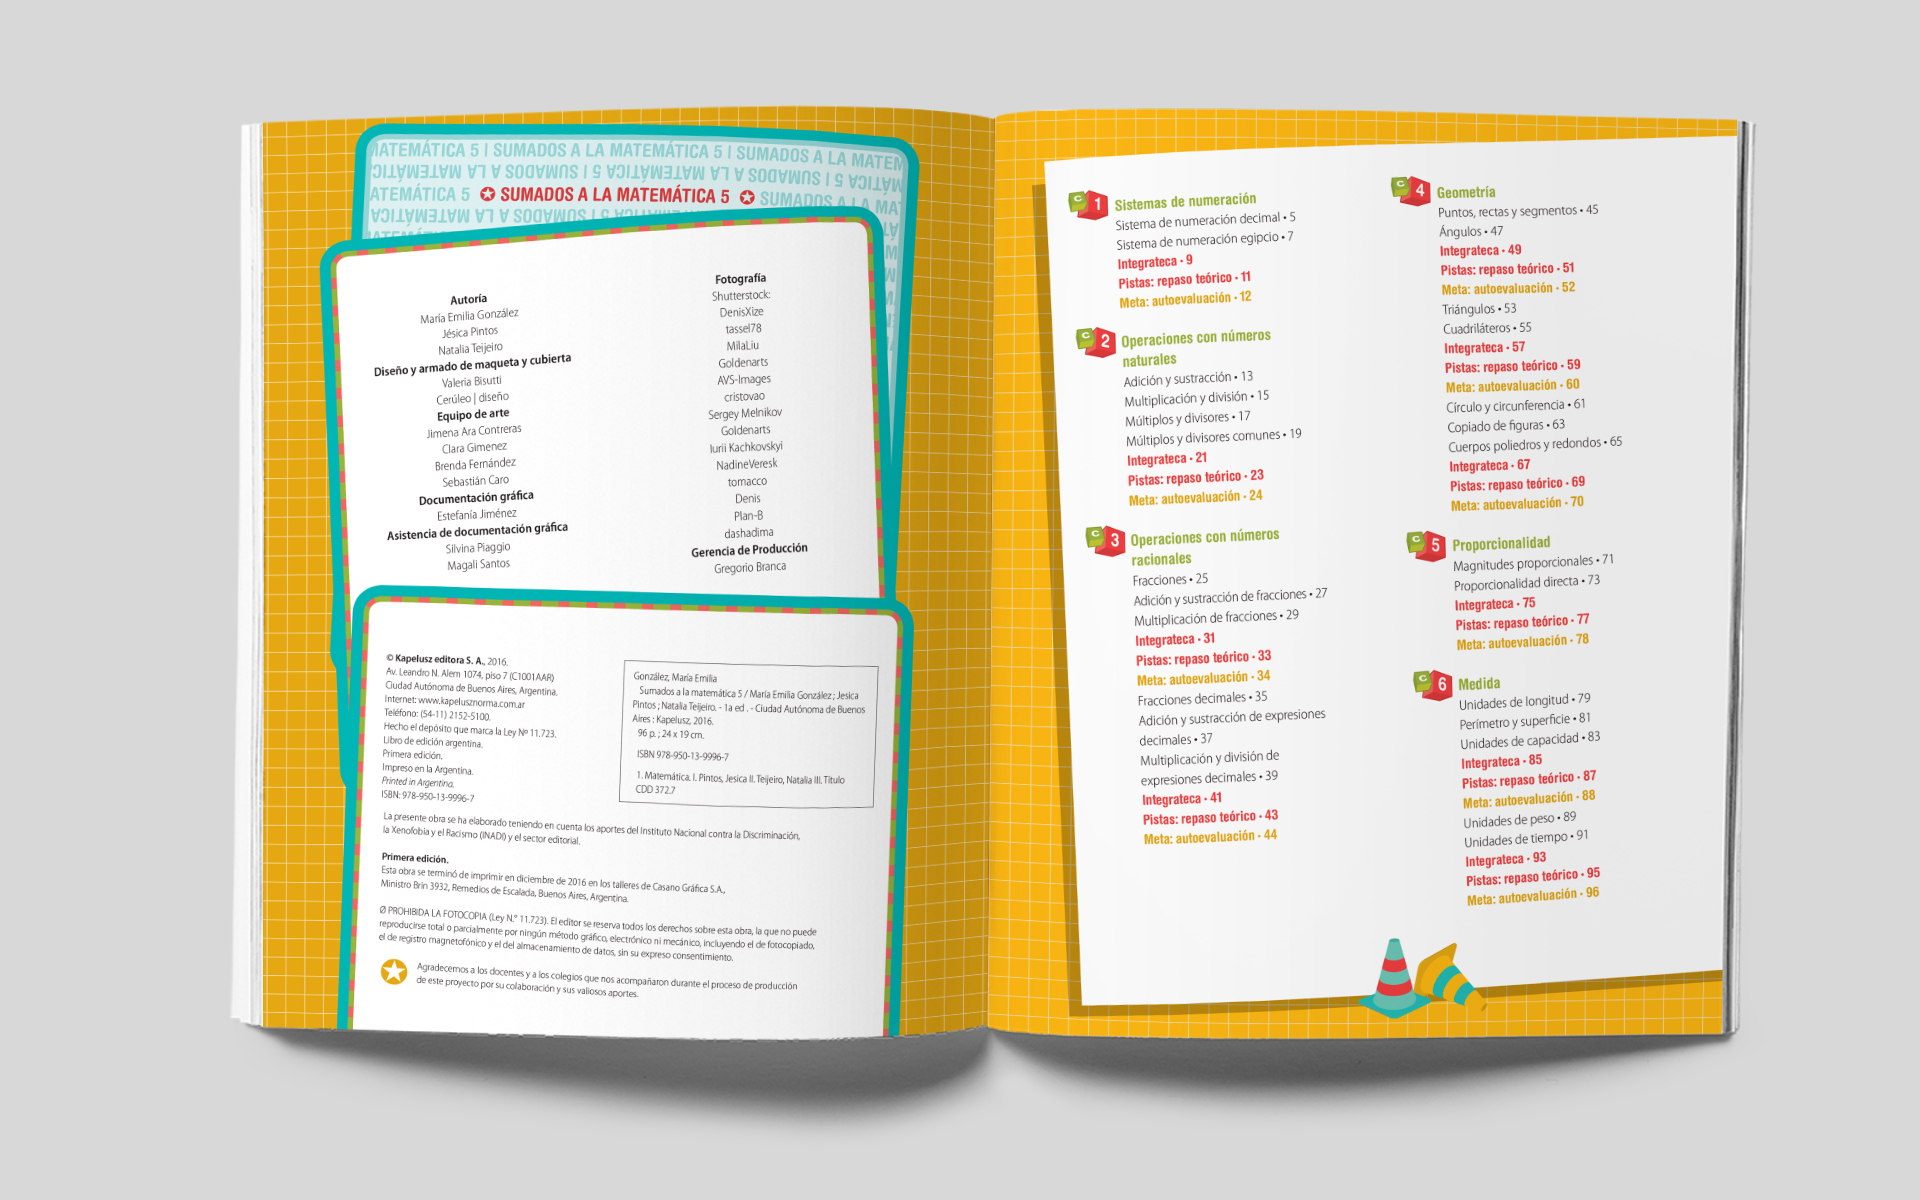 ATEMÁTICA 5 | SUMADOS A LA MATEMÁTICA 5 | SUMADOS A LA MATEM
MÁTICA 5 | SUMADOS A LA MATEMÁTICA 5 | SUMADOS A LA MATEMÁTIC
ATEMÁTICA 5 SUMADOS A LA MATEMÁTICA 5 SUMADOS A LA MA
Autoría
María Emilia González
Jésica Pintos
Natalia Teijeiro
Diseño y armado de maqueta y cubierta
Valeria Bisutti
Cerúleo | diseño
Equipo de arte
Jimena Ara Contreras
Clara Gimenez
Brenda Fernández
Sebastián Caro
Documentación gráfica
Estefanía Jiménez
Asistencia de documentación gráfica
Silvina Piaggio
Magalí Santos
Fotografía
Shutterstock:
DenisXize
tassel78
MilaLiu
Goldenarts
AVS-Images
cristovao
Sergey Melnikov
Goldenarts
Iurii Kachkovskyi
NadineVeresk
tomacco
Denis
Plan-B
dashadima
Gerencia de Producción
Gregorio Branca
© Kapelusz editora S. A., 2016.
Av. Leandro N. Alem 1074, piso 7 (C1001AAR)
Ciudad Autónoma de Buenos Aires, Argentina.
Internet: www.kapelusznorma.com.ar
Teléfono: (54-11) 2152-5100.
Hecho el depósito que marca la Ley Nº 11.723.
Libro de edición argentina.
Primera edición.
Impreso en la Argentina.
Printed in Argentina.
ISBN: 978-950-13-9996-7
González, María Emilia
Sumados a la matemática 5 / María Emilia González ; Jesica
Pintos ; Natalia Teijeiro. - 1a ed . - Ciudad Autónoma de Buenos
Aires : Kapelusz, 2016.
96 p. ; 24 x 19 cm.
ISBN 978-950-13-9996-7
1. Matemática. I. Pintos, Jesica II. Teijeiro, Natalia III. Título
CDD 372.7
La presente obra se ha elaborado teniendo en cuenta los aportes del Instituto Nacional contra la Discriminación,
la Xenofobia y el Racismo (INADI) y el sector editorial.
Primera edición.
Esta obra se terminó de imprimir en diciembre de 2016 en los talleres de Casano Gráfica S.A.,
Ministro Brin 3932, Remedios de Escalada, Buenos Aires, Argentina.
Ø PROHIBIDA LA FOTOCOPIA (Ley N.° 11.723). El editor se reserva todos los derechos sobre esta obra, la que no puede
reproducirse total o parcialmente por ningún método gráfico, electrónico ni mecánico, incluyendo el de fotocopiado,
el de registro magnetofónico y el del almacenamiento de datos, sin su expreso consentimiento.
Agradecemos a los docentes y a los colegios que nos acompañaron durante el proceso de producción
de este proyecto por su colaboración y sus valiosos aportes.
C 1 Sistemas de numeración
Sistema de numeración decimal • 5
Sistema de numeración egipcio • 7
Integrateca • 9
Pistas: repaso teórico • 11
Meta: autoevaluación • 12
C 2 Operaciones con números
naturales
Adición y sustracción • 13
Multiplicación y división • 15
Múltiplos y divisores • 17
Múltiplos y divisores comunes • 19
Integrateca • 21
Pistas: repaso teórico • 23
Meta: autoevaluación • 24
C 3 Operaciones con números
racionales
Fracciones • 25
Adición y sustracción de fracciones • 27
Multiplicación de fracciones • 29
Integrateca • 31
Pistas: repaso teórico • 33
Meta: autoevaluación • 34
Fracciones decimales • 35
Adición y sustracción de expresiones
decimales • 37
Multiplicación y división de
expresiones decimales • 39
Integrateca • 41
Pistas: repaso teórico • 43
Meta: autoevaluación • 44
C 4 Geometría
Puntos, rectas y segmentos • 45
Ángulos • 47
Integrateca • 49
Pistas: repaso teórico • 51
Meta: autoevaluación • 52
Triángulos • 53
Cuadriláteros • 55
Integrateca • 57
Pistas: repaso teórico • 59
Meta: autoevaluación • 60
Círculo y circunferencia • 61
Copiado de figuras • 63
Cuerpos poliedros y redondos • 65
Integrateca • 67
Pistas: repaso teórico • 69
Meta: autoevaluación • 70
C 5 Proporcionalidad
Magnitudes proporcionales • 71
Proporcionalidad directa • 73
Integrateca • 75
Pistas: repaso teórico • 77
Meta: autoevaluación • 78
C 6 Medida
Unidades de longitud • 79
Perímetro y superficie • 81
Unidades de capacidad • 83
Integrateca • 85
Pistas: repaso teórico • 87
Meta: autoevaluación • 88
Unidades de peso • 89
Unidades de tiempo • 91
Integrateca • 93
Pistas: repaso teórico • 95
Meta: autoevaluación • 96